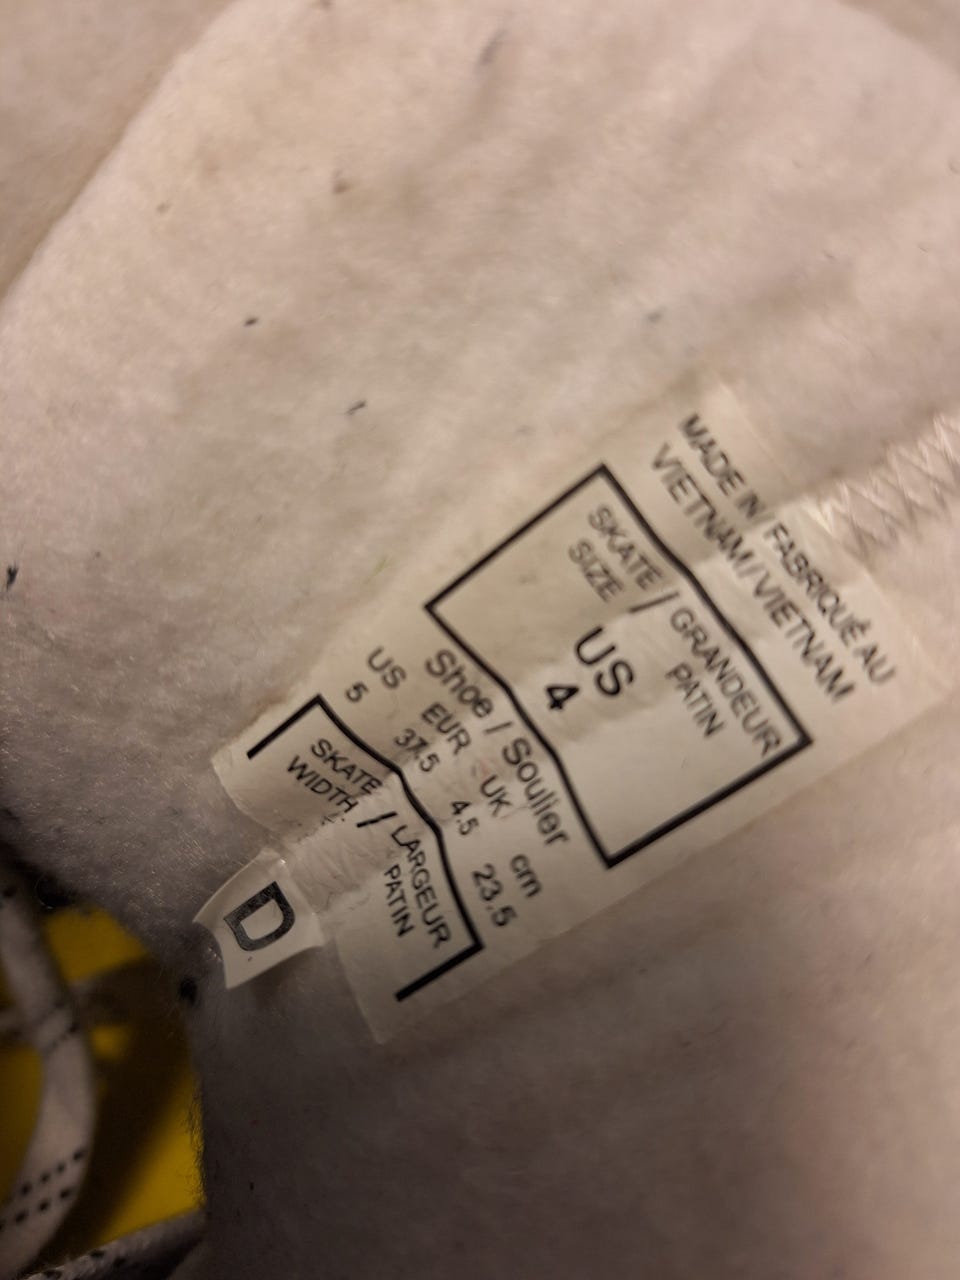 MADE IN/ FABRIQUÉ AU
VIETNAM/VIETNAM
SKATE / GRANDEUR
SIZE PATIN
US
4
Shoe / Soulier
US EUR UK cm
5 37.5 4.5 23.5
SKATE / LARGEUR
WIDTH PATIN
D